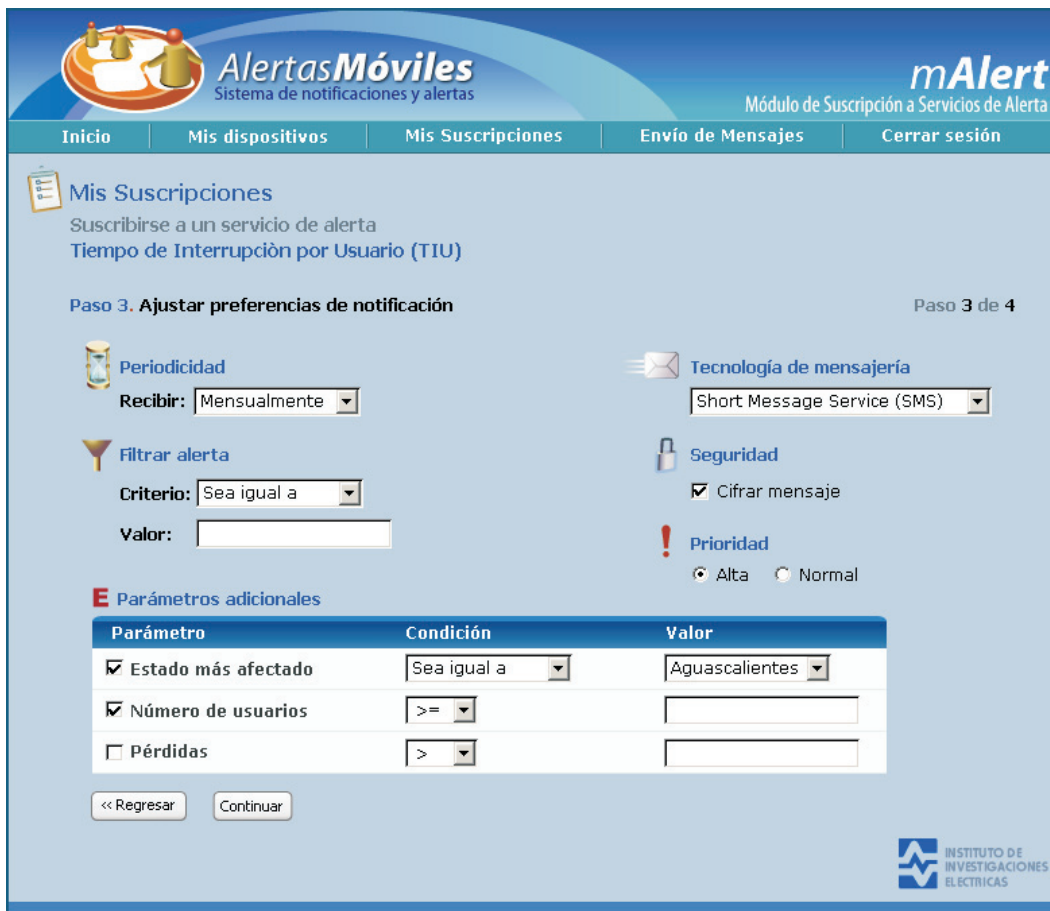 AlertasMóviles
Sistema de notificaciones y alertas
mAlert
Módulo de Suscripción a Servicios de Alerta
Inicio Mis dispositivos Mis Suscripciones Envío de Mensajes Cerrar sesión
Mis Suscripciones
Suscribirse a un servicio de alerta
Tiempo de Interrupciòn por Usuario (TIU)
Paso 3. Ajustar preferencias de notificación Paso 3 de 4
Periodicidad
Recibir: Mensualmente
Tecnología de mensajería
Short Message Service (SMS)
Filtrar alerta
Criterio: Sea igual a
Valor:
Seguridad
Cifrar mensaje
Prioridad
Alta Normal
E Parámetros adicionales
Parámetro Condición Valor
Estado más afectado Sea igual a Aguascalientes
Número de usuarios >=
Pérdidas >
<< Regresar Continuar
INSTITUTO DE
INVESTIGACIONES
ELECTRICAS